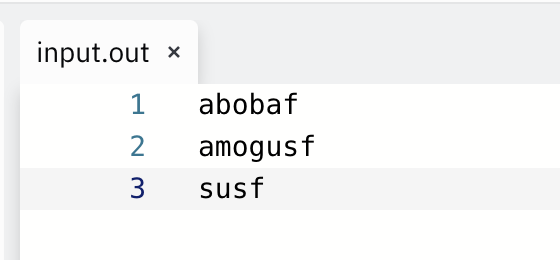 input.out ×
1 abobaf
2 amogusf
3 susf